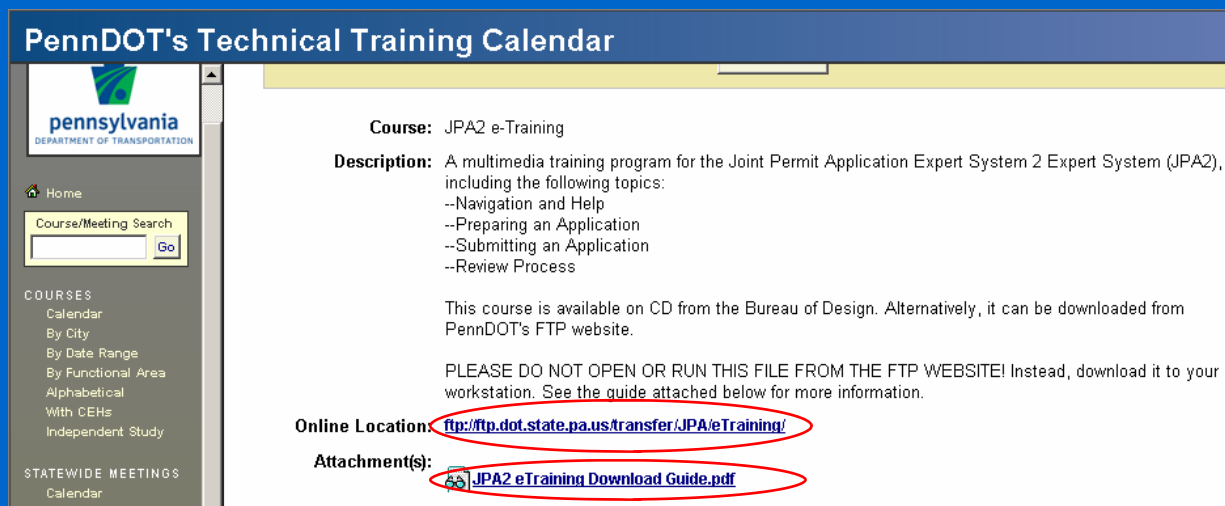 PennDOT's Technical Training Calendar
pennsylvania
DEPARTMENT OF TRANSPORTATION
Home
Course/Meeting Search
Go
COURSES
Calendar
By City
By Date Range
By Functional Area
Alphabetical
With CEHs
Independent Study
STATEWIDE MEETINGS
Calendar
Course: JPA2 e-Training
Description: A multimedia training program for the Joint Permit Application Expert System 2 Expert System (JPA2),
including the following topics:
--Navigation and Help
--Preparing an Application
--Submitting an Application
--Review Process
This course is available on CD from the Bureau of Design. Alternatively, it can be downloaded from
PennDOT's FTP website.
PLEASE DO NOT OPEN OR RUN THIS FILE FROM THE FTP WEBSITE! Instead, download it to your
workstation. See the guide attached below for more information.
Online Location: ftp://ftp.dot.state.pa.us/transfer/JPA/eTraining/
Attachment(s):
JPA2 eTraining Download Guide.pdf